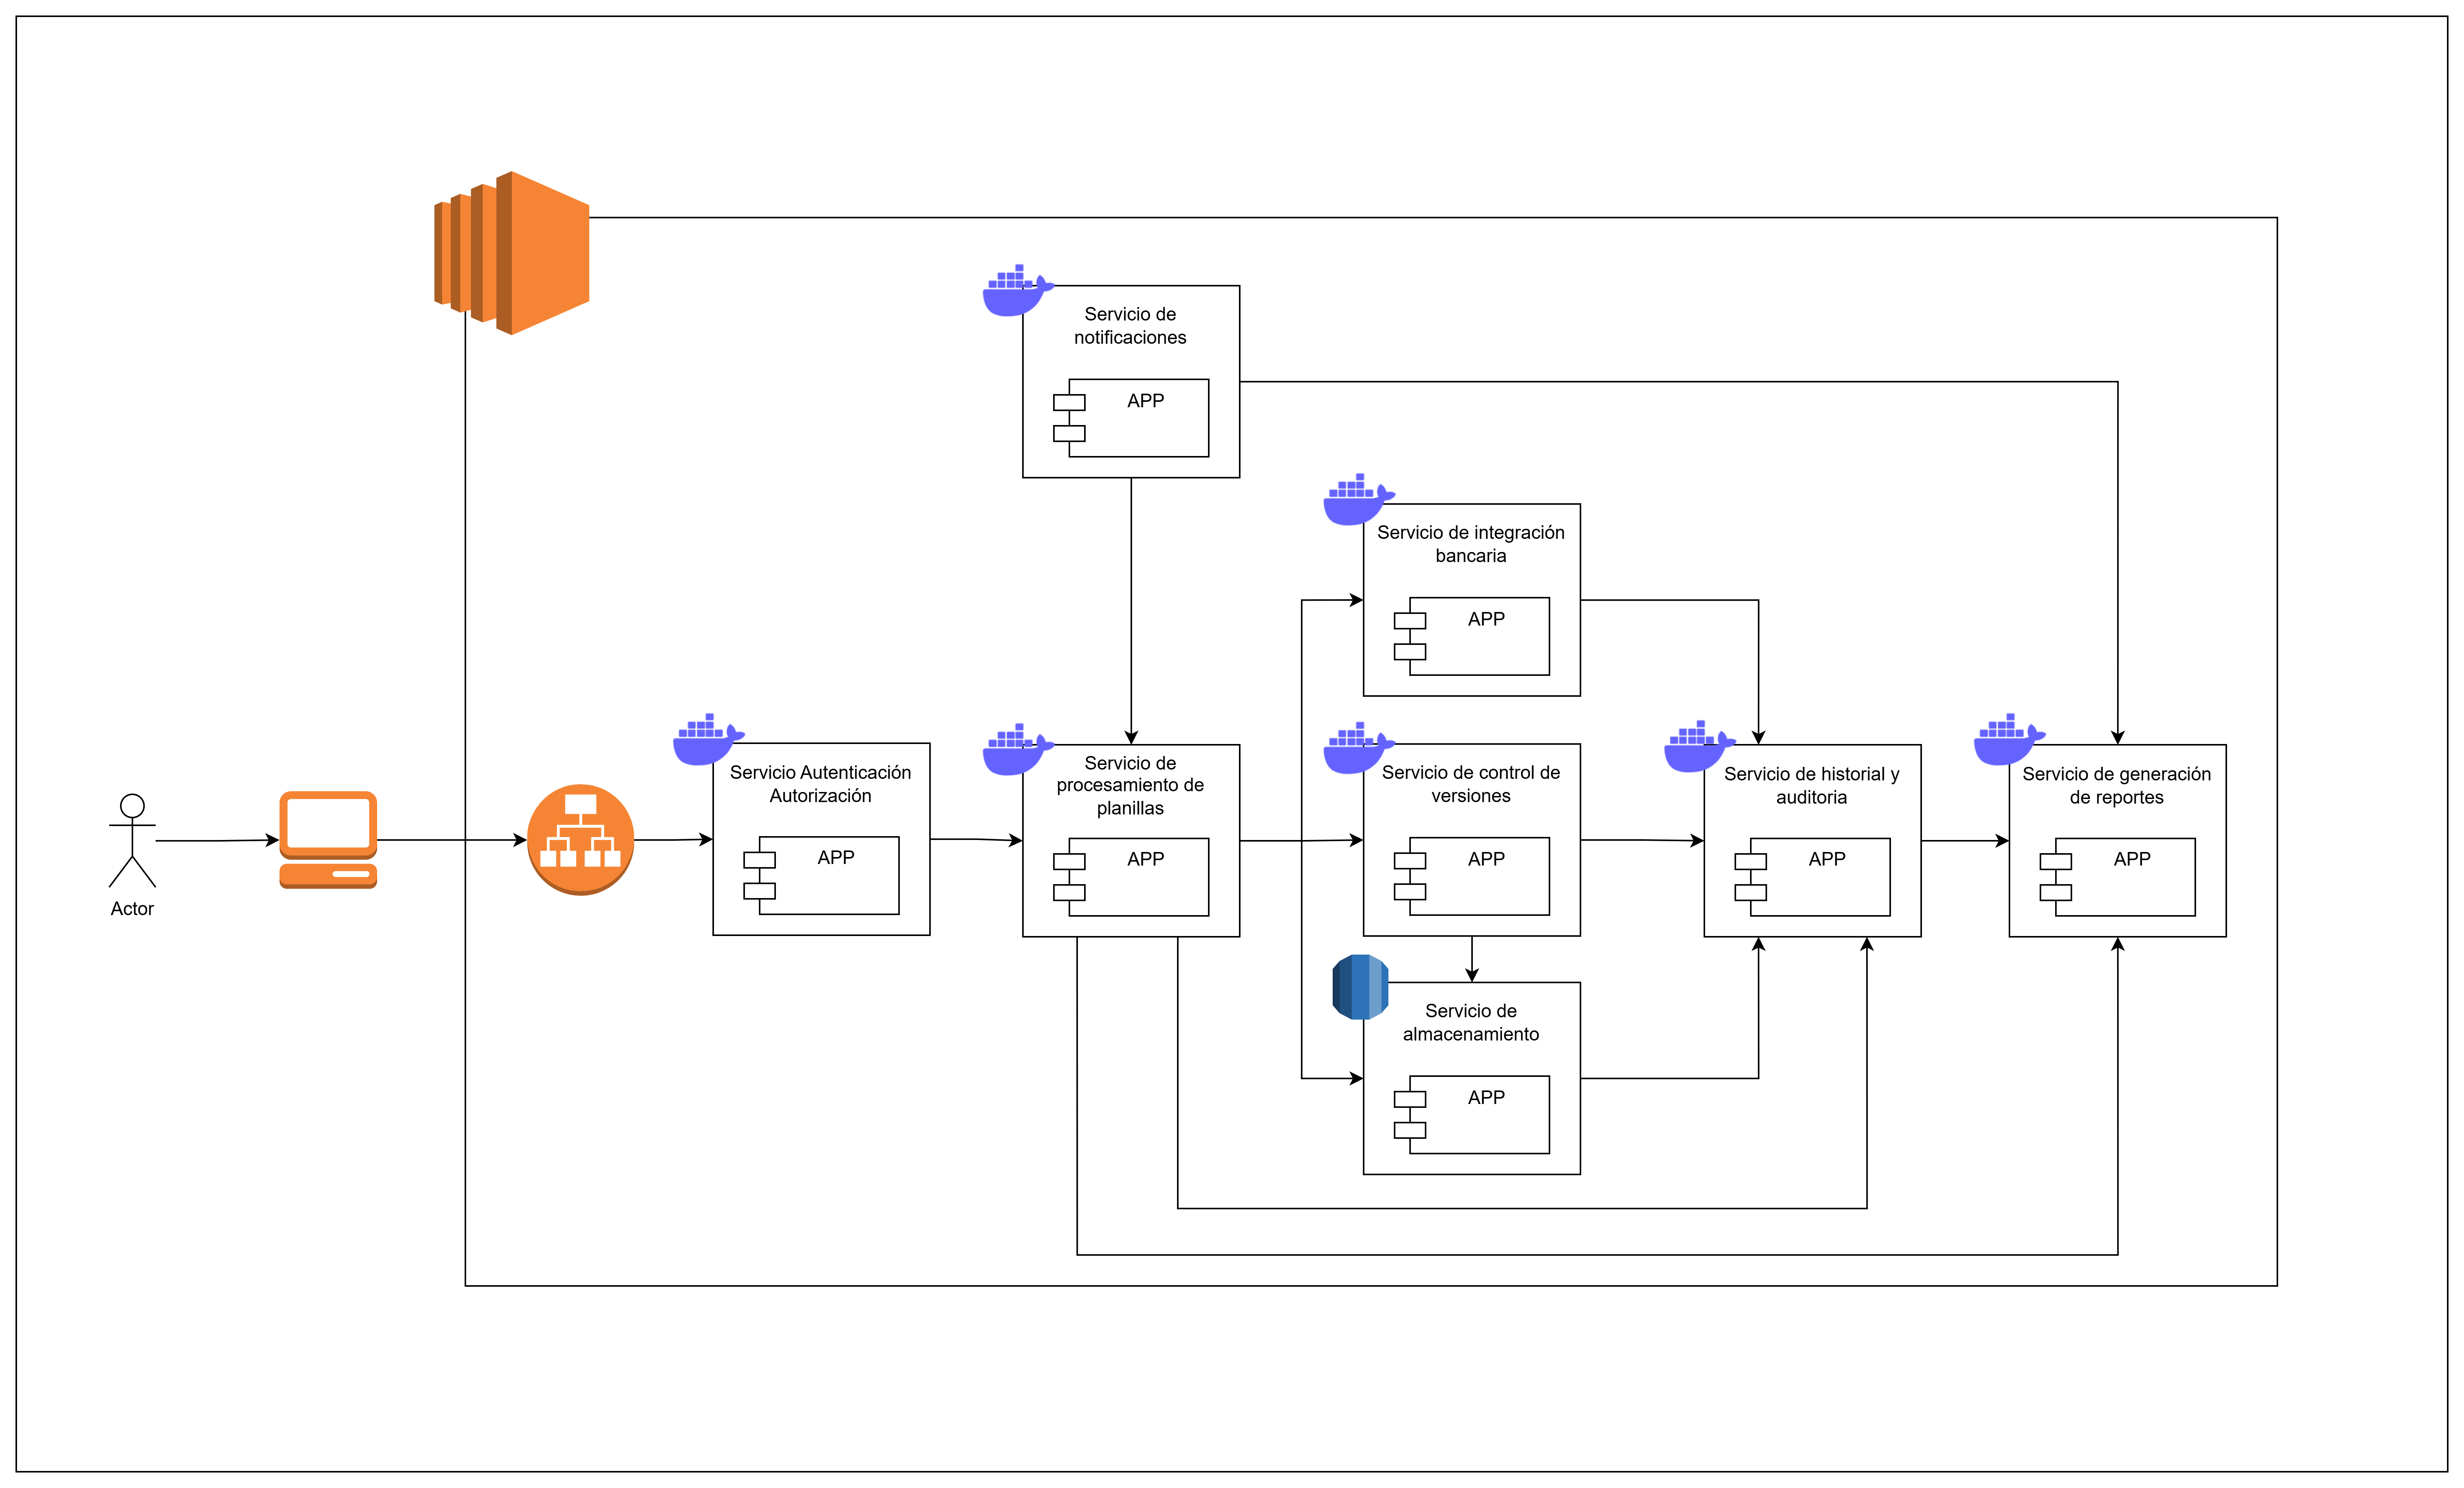 Servicio de
notificaciones
APP
Servicio de integración
bancaria
APP
Actor
Servicio Autenticación
Autorización
APP
Servicio de
procesamiento de
planillas
APP
Servicio de control de
versiones
APP
Servicio de historial y
auditoria
APP
Servicio de generación
de reportes
APP
Servicio de
almacenamiento
APP